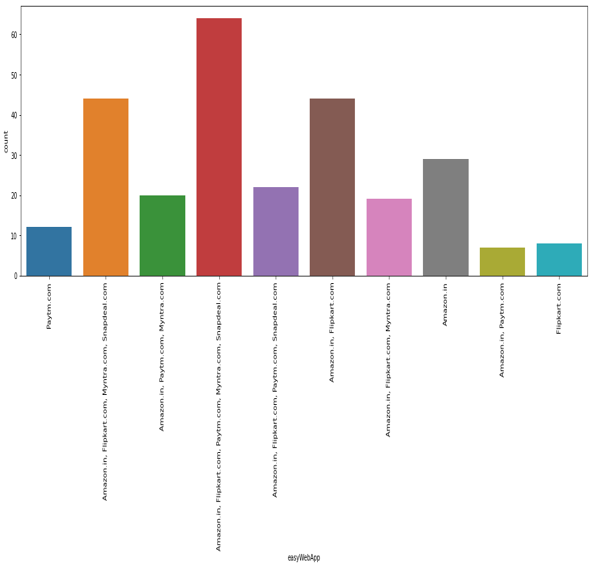 60
50
40
30
20
10
0
count
Paytm.com
Amazon.in, Flipkart.com, Myntra.com, Snapdeal.com
Amazon.in, Paytm.com, Myntra.com
Amazon.in, Flipkart.com, Paytm.com, Myntra.com, Snapdeal.com
Amazon.in, Flipkart.com, Paytm.com, Snapdeal.com
Amazon.in, Flipkart.com
Amazon.in, Flipkart.com, Myntra.com
Amazon.in
Amazon.in, Paytm.com
Flipkart.com
easyWebApp